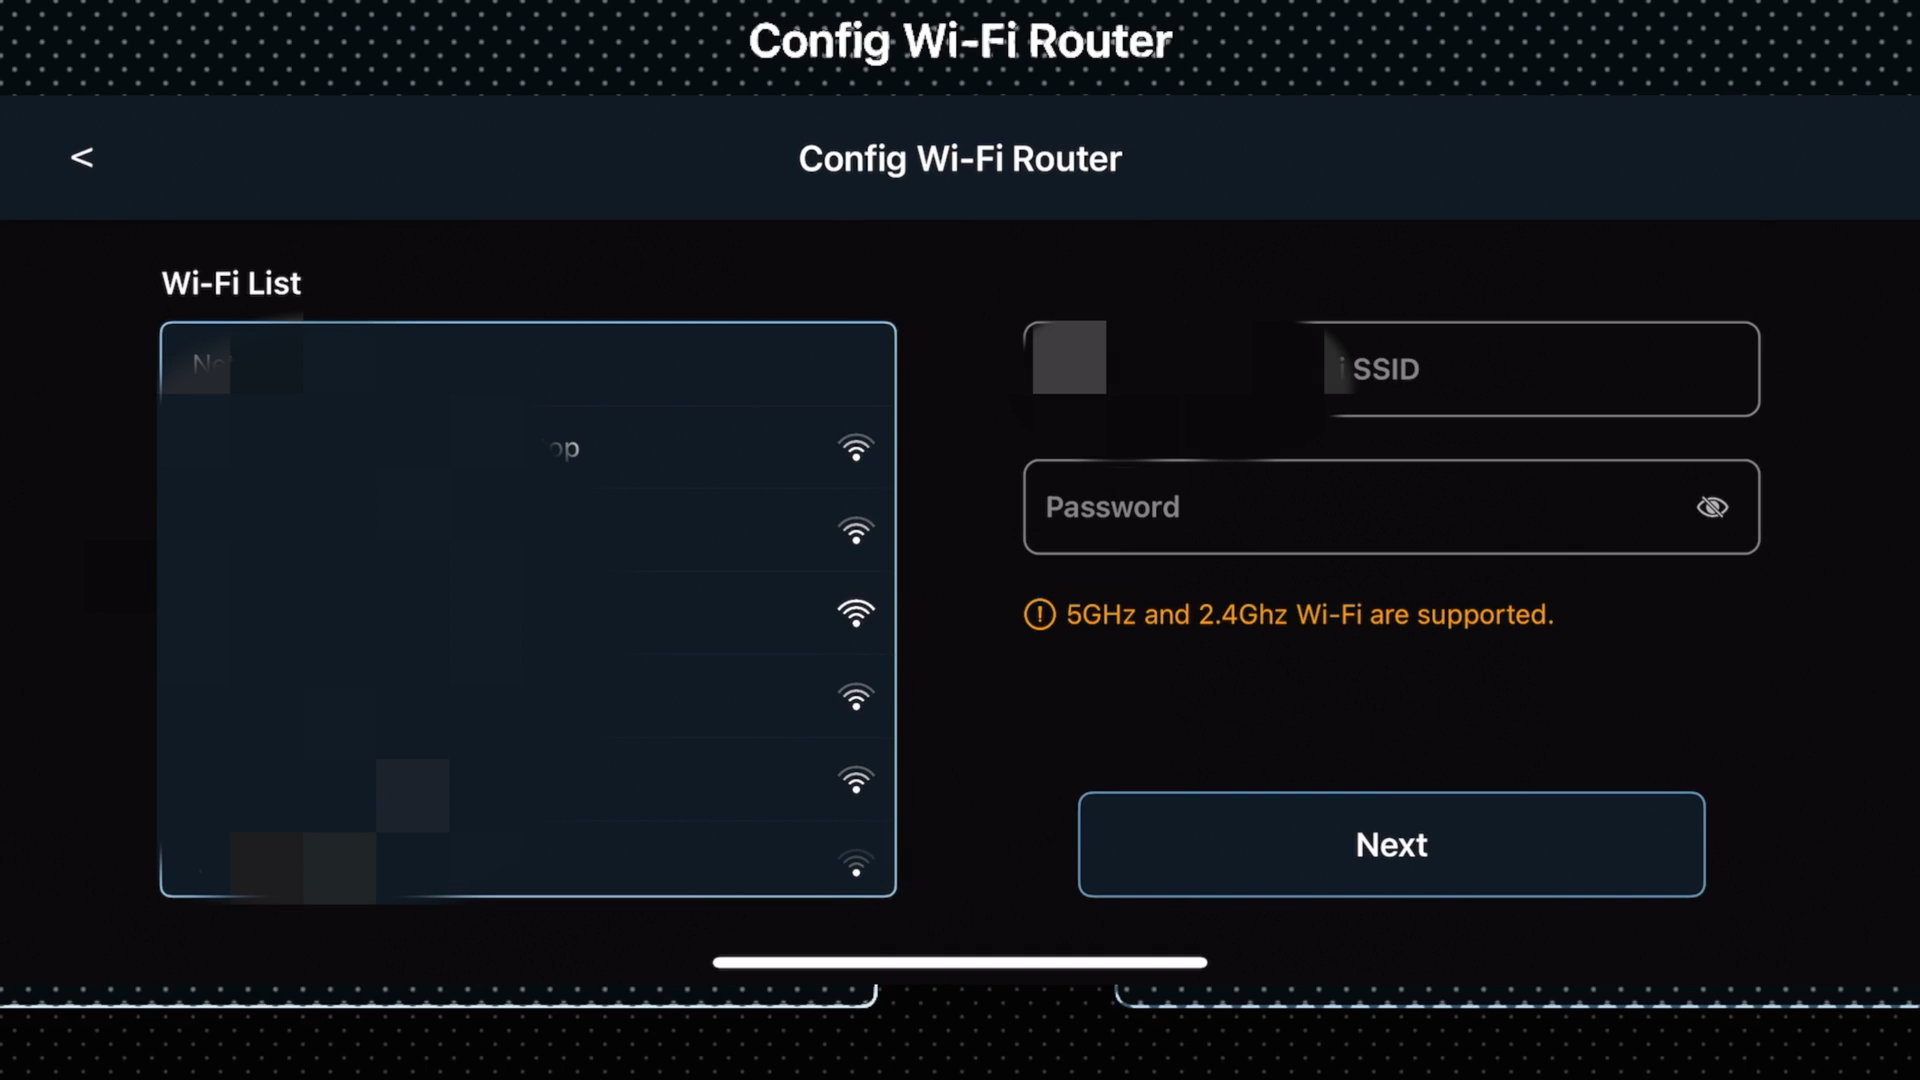 Config Wi-Fi Router
<
Config Wi-Fi Router
Wi-Fi List
SSID
Password
5GHz and 2.4Ghz Wi-Fi are supported.
Next